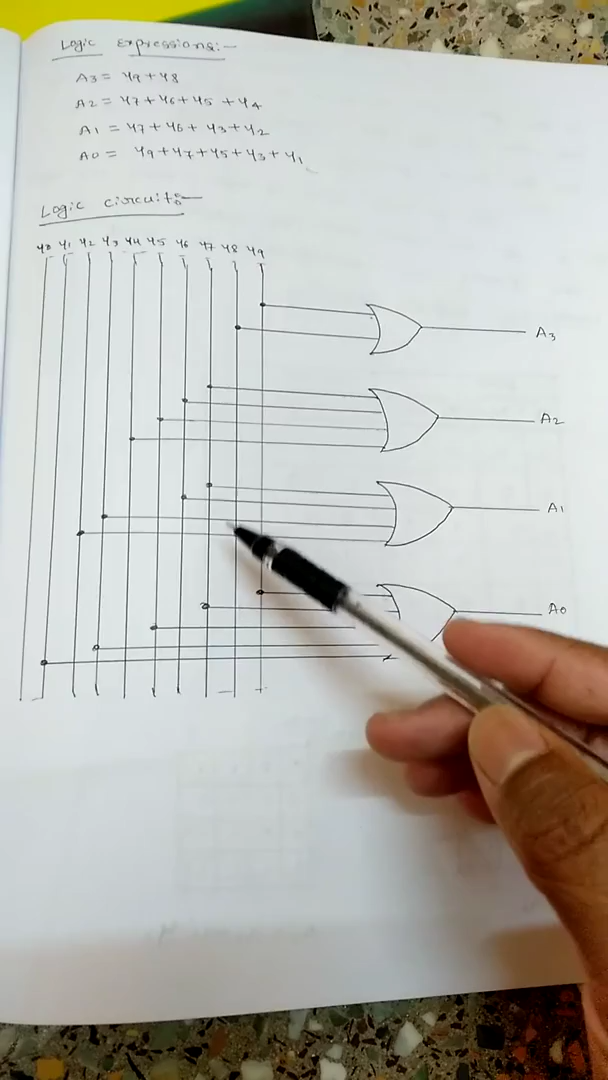 Logic expressions:-
A3 = Y9+Y8
A2 = Y7+Y6+Y5+Y4
A1 = Y7+Y6+Y3+Y2
A0 = Y9+Y7+Y5+Y3+Y1
Logic circuit:-
Y0 Y1 Y2 Y3 Y4 Y5 Y6 Y7 Y8 Y9
A3
A2
A1
A0